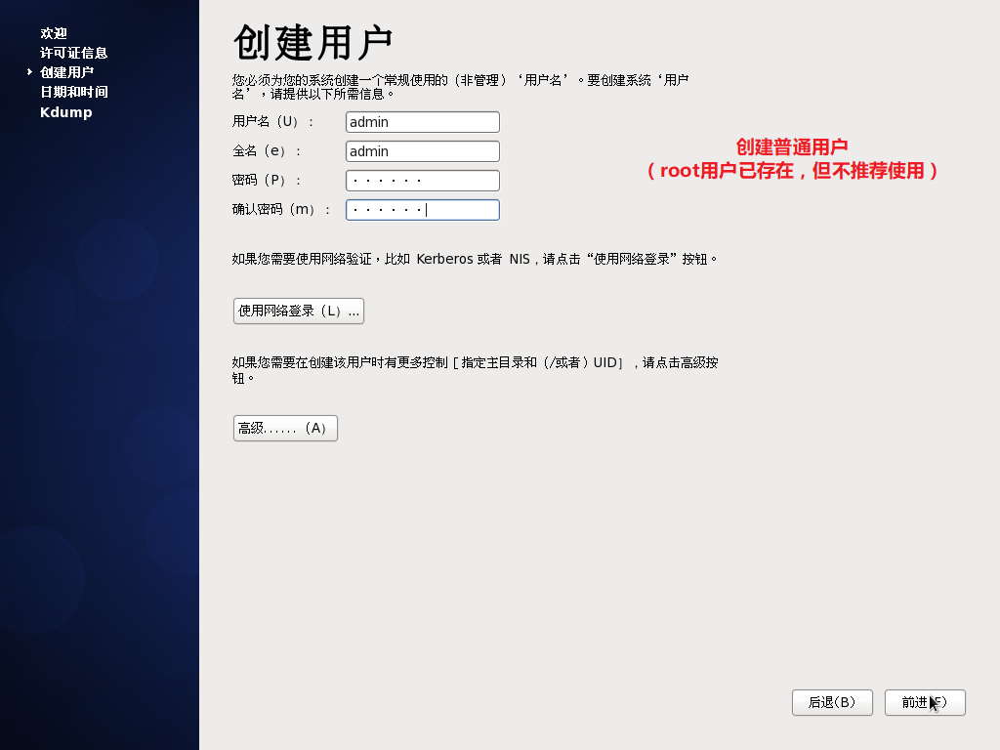 欢迎
许可证信息
创建用户
日期和时间
Kdump
创建用户
您必须为您的系统创建一个常规使用的（非管理）‘用户名’。要创建系统‘用户
名’，请提供以下所需信息。
用户名（U）：
admin
全名（e）：
admin
密码（P）：
······
确认密码（m）：
······
创建普通用户
（root用户已存在，但不推荐使用）
如果您需要使用网络验证，比如 Kerberos 或者 NIS，请点击“使用网络登录”按钮。
使用网络登录（L）...
如果您需要在创建该用户时有更多控制［指定主目录和（/或者）UID］，请点击高级按
钮。
高级……（A）
后退(B)
前进(F)